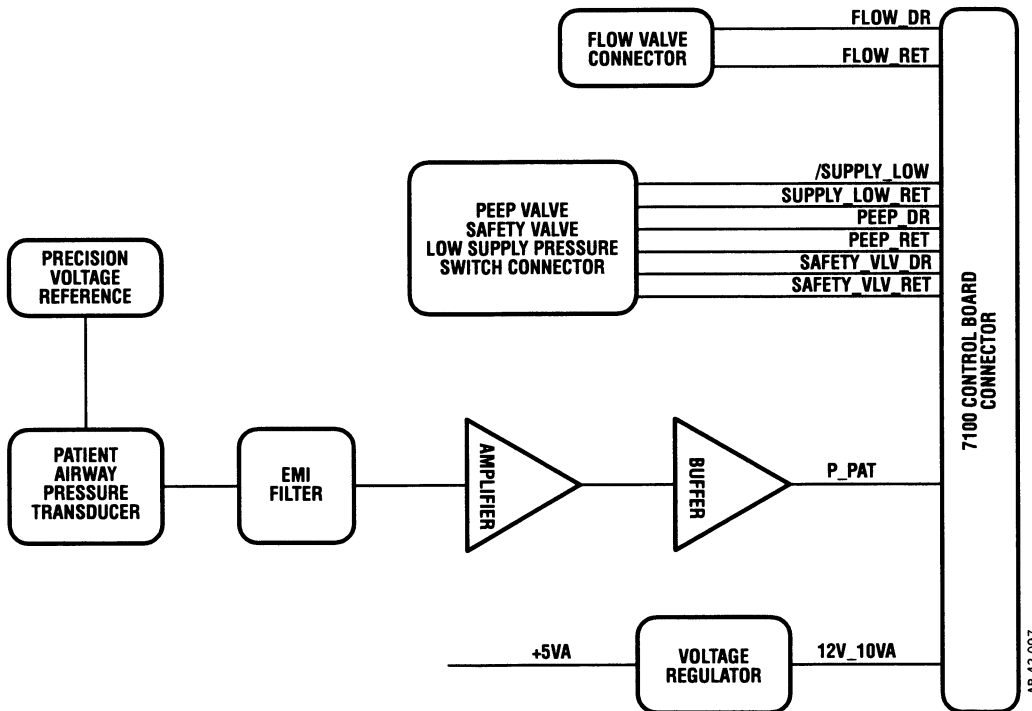 FLOW VALVE
CONNECTOR
FLOW_DR
FLOW_RET
PEEP VALVE
SAFETY VALVE
LOW SUPPLY PRESSURE
SWITCH CONNECTOR
/SUPPLY_LOW
SUPPLY_LOW_RET
PEEP_DR
PEEP_RET
SAFETY_VLV_DR
SAFETY_VLV_RET
PRECISION
VOLTAGE
REFERENCE
7100 CONTROL BOARD
CONNECTOR
PATIENT
AIRWAY
PRESSURE
TRANSDUCER
EMI
FILTER
AMPLIFIER
BUFFER
P_PAT
+5VA
VOLTAGE
REGULATOR
12V_10VA